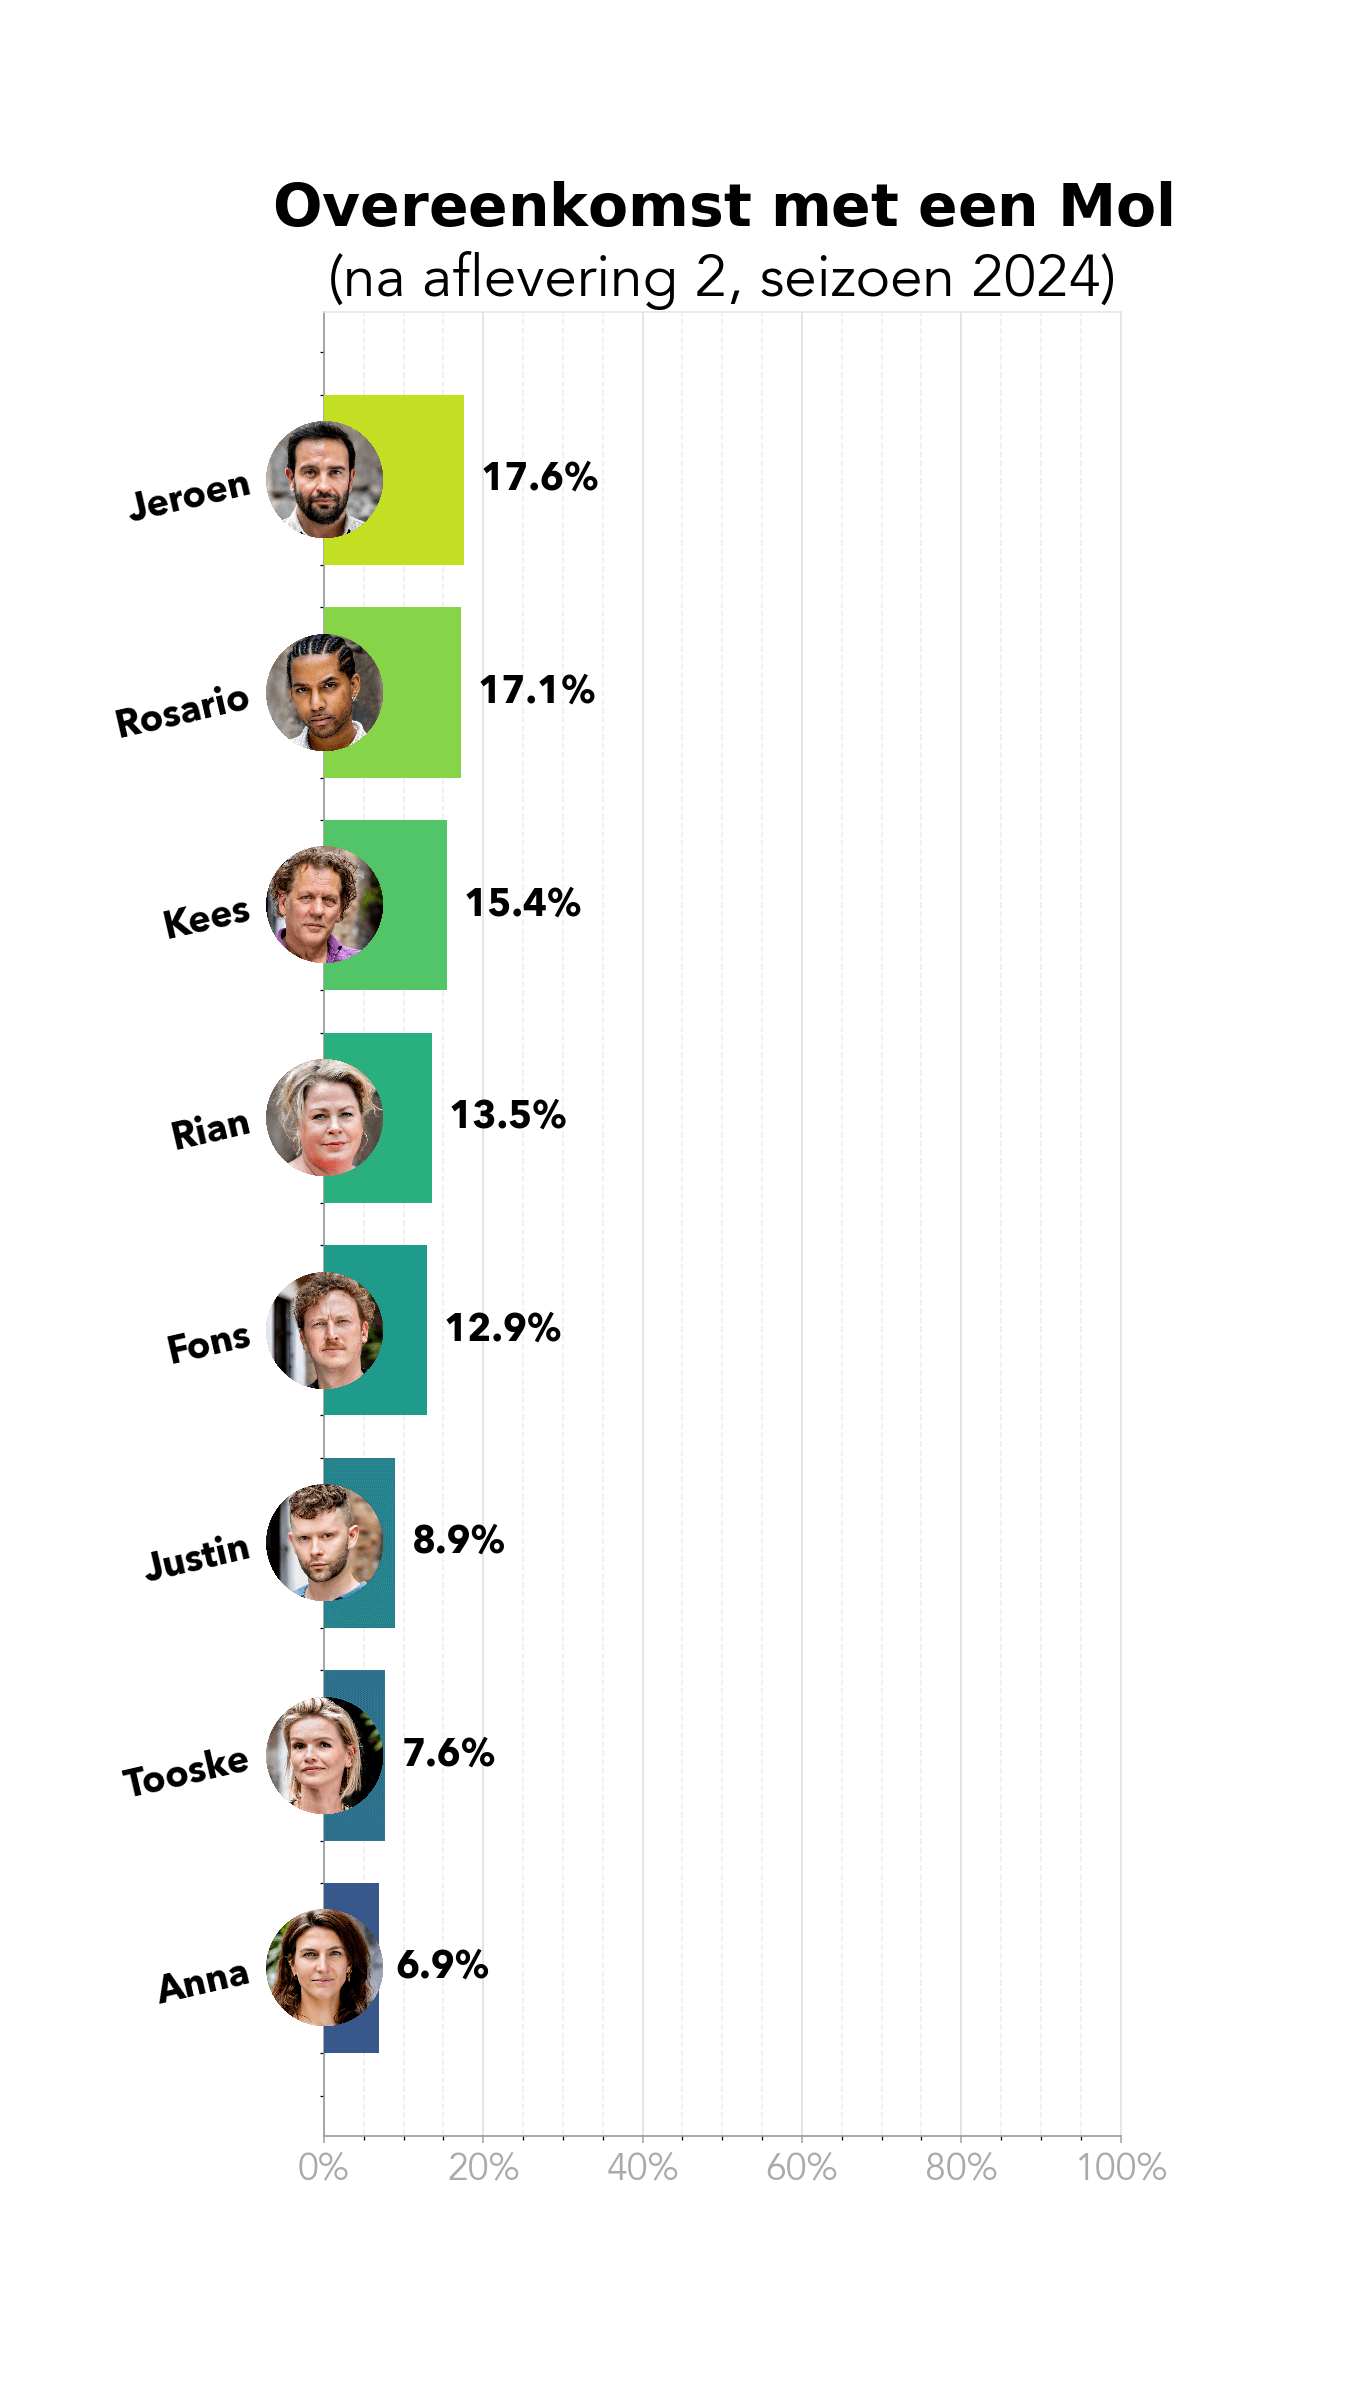 Overeenkomst met een Mol
(na aflevering 2, seizoen 2024)
Jeroen 17.6%
Rosario 17.1%
Kees 15.4%
Rian 13.5%
Fons 12.9%
Justin 8.9%
Tooske 7.6%
Anna 6.9%
0% 20% 40% 60% 80% 100%